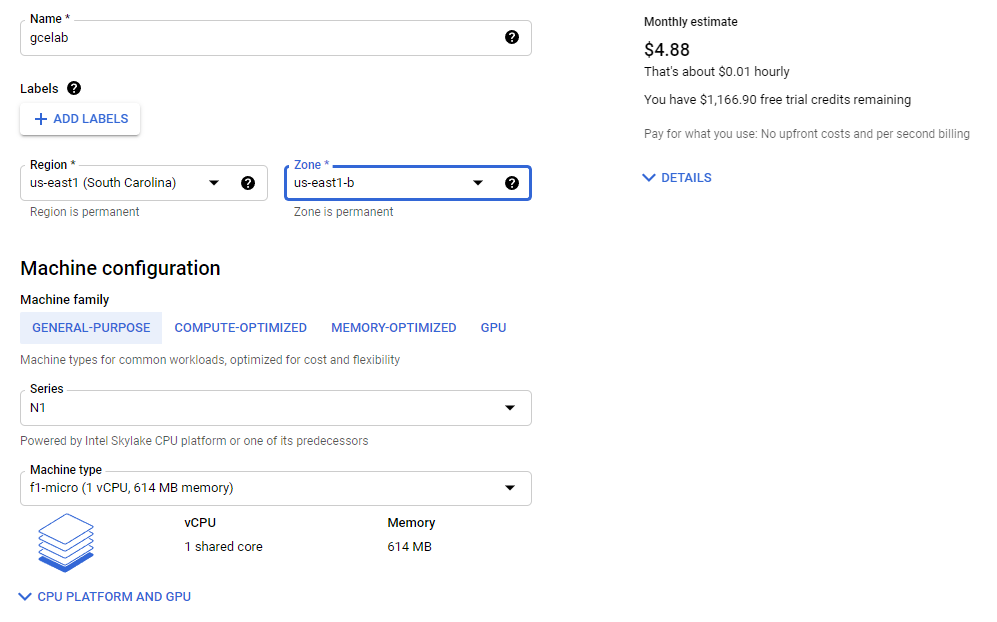 Name *
gcelab
Labels
ADD LABELS
Region *
us-east1 (South Carolina)
Region is permanent
Zone *
us-east1-b
Zone is permanent
Machine configuration
Machine family
GENERAL-PURPOSE COMPUTE-OPTIMIZED MEMORY-OPTIMIZED GPU
Machine types for common workloads, optimized for cost and flexibility
Series
N1
Powered by Intel Skylake CPU platform or one of its predecessors
Machine type
f1-micro (1 vCPU, 614 MB memory)
vCPU
1 shared core
Memory
614 MB
CPU PLATFORM AND GPU
Monthly estimate
$4.88
That's about $0.01 hourly
You have $1,166.90 free trial credits remaining
Pay for what you use: No upfront costs and per second billing
DETAILS